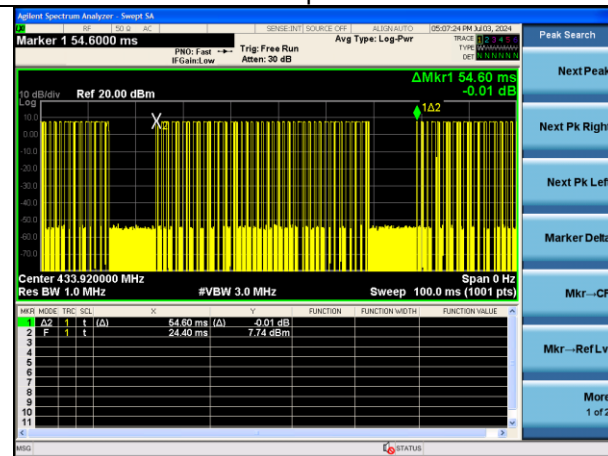 Agilent Spectrum Analyzer - Swept SA
RF 50 Ω AC SENSE:INT SOURCE OFF ALIGN AUTO 05:07:24 PM Jul 03, 2024
Marker 1 54.6000 ms
PNO: Fast
IFGain:Low
Trig: Free Run
Atten: 30 dB
Avg Type: Log-Pwr
TRACE 1 2 3 4 5 6
TYPE WWWWWW
DET N N N N N N
Peak Search
ΔMkr1 54.60 ms
-0.01 dB
10 dB/div Ref 20.00 dBm
Log
1Δ2
10.0
0.00
-10.0
-20.0
-30.0
-40.0
-50.0
-60.0
-70.0
X2
Center 433.920000 MHz Span 0 Hz
Res BW 1.0 MHz #VBW 3.0 MHz Sweep 100.0 ms (1001 pts)
MKR MODE TRC SCL X Y FUNCTION FUNCTION WIDTH FUNCTION VALUE
1 Δ2 1 t (Δ) 54.60 ms (Δ) -0.01 dB
2 F 1 t 24.40 ms 7.74 dBm
3
4
5
6
7
8
9
10
11
MSG STATUS
Next Peak
Next Pk Right
Next Pk Left
Marker Delta
Mkr→CF
Mkr→Ref Lv
More
1 of 2